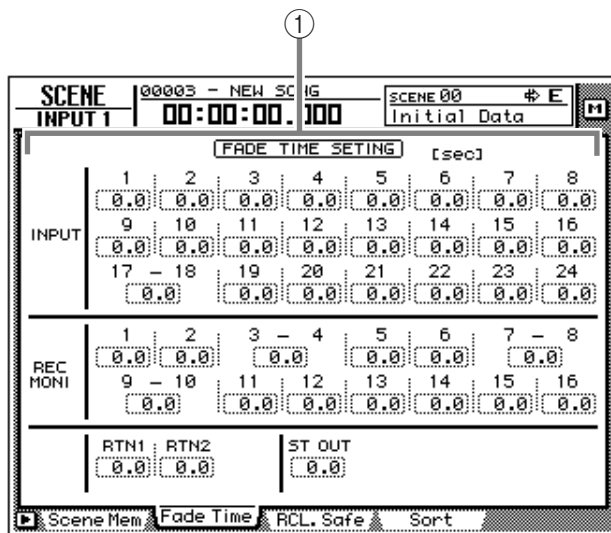 1
SCENE
INPUT 1
00003 - NEW SONG
00:00:00.000
SCENE 00 E
Initial Data
M
FADE TIME SETING [sec]
1 2 3 4 5 6 7 8
0.0 0.0 0.0 0.0 0.0 0.0 0.0 0.0
INPUT
9 10 11 12 13 14 15 16
0.0 0.0 0.0 0.0 0.0 0.0 0.0 0.0
17 - 18 19 20 21 22 23 24
0.0 0.0 0.0 0.0 0.0 0.0 0.0
REC
MONI
1 2 3 - 4 5 6 7 - 8
0.0 0.0 0.0 0.0 0.0 0.0
9 - 10 11 12 13 14 15 16
0.0 0.0 0.0 0.0 0.0 0.0 0.0
RTN1 RTN2 ST OUT
0.0 0.0 0.0
Scene Mem Fade Time RCL. Safe Sort